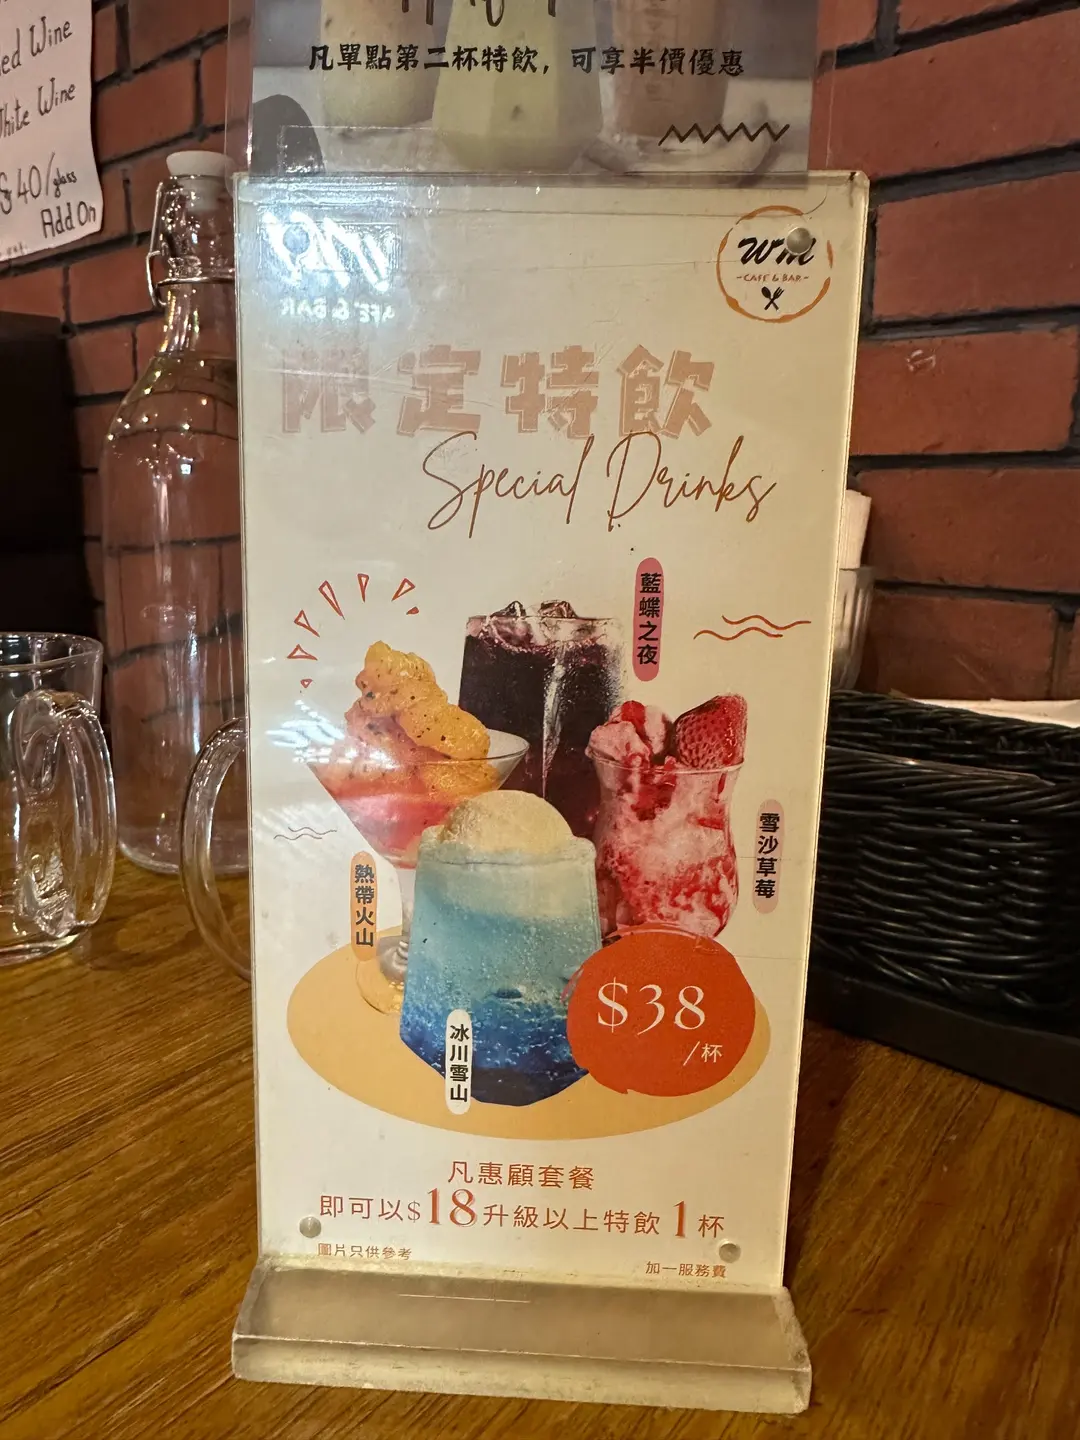 ed Wine
White Wine
$40/glass
Add On
凡單點第二杯特飲，可享半價優惠
WM
-CAFÉ & BAR-
限定特飲
Special Drinks
藍蝶之夜
雪沙草莓
熱帶火山
冰川雪山
$38
/杯
凡惠顧套餐
即可以$18升級以上特飲1杯
圖片只供參考
加一服務費